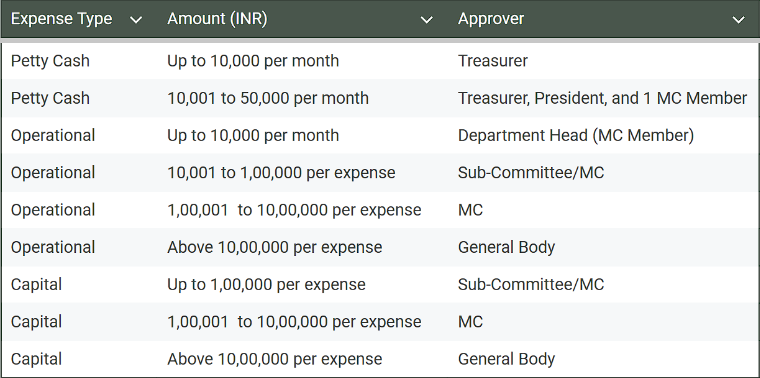 Expense Type Amount (INR) Approver
Petty Cash Up to 10,000 per month Treasurer
Petty Cash 10,001 to 50,000 per month Treasurer, President, and 1 MC Member
Operational Up to 10,000 per month Department Head (MC Member)
Operational 10,001 to 1,00,000 per expense Sub-Committee/MC
Operational 1,00,001  to 10,00,000 per expense MC
Operational Above 10,00,000 per expense General Body
Capital Up to 1,00,000 per expense Sub-Committee/MC
Capital 1,00,001  to 10,00,000 per expense MC
Capital Above 10,00,000 per expense General Body